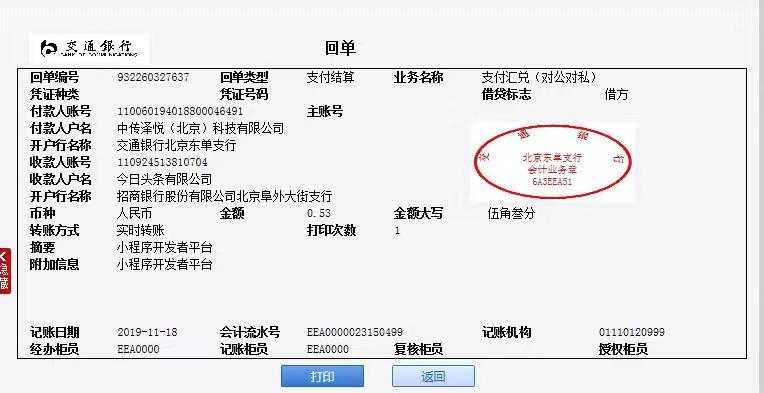 交通銀行 回单
BANK OF COMMUNICATIONS
回单编号 932260327637 回单类型 支付结算 业务名称 支付汇兑（对公对私）
凭证种类 凭证号码 借贷标志 借方
付款人账号 110060194018800046491 主账号
付款人户名 中传泽悦（北京）科技有限公司
开户行名称 交通银行北京东单支行
收款人账号 110924513810704
收款人户名 今日头条有限公司
开户行名称 招商银行股份有限公司北京阜外大街支行
交通银行
北京东单支行
会计业务章
6A3EEA51
币种 人民币 金额 0.53 金额大写 伍角叁分
转账方式 实时转账 打印次数 1
摘要 小程序开发者平台
附加信息 小程序开发者平台
隐藏
记账日期 2019-11-18 会计流水号 EEA0000023150499 记账机构 01110120999
经办柜员 EEA0000 记账柜员 EEA0000 复核柜员 授权柜员
打印 返回